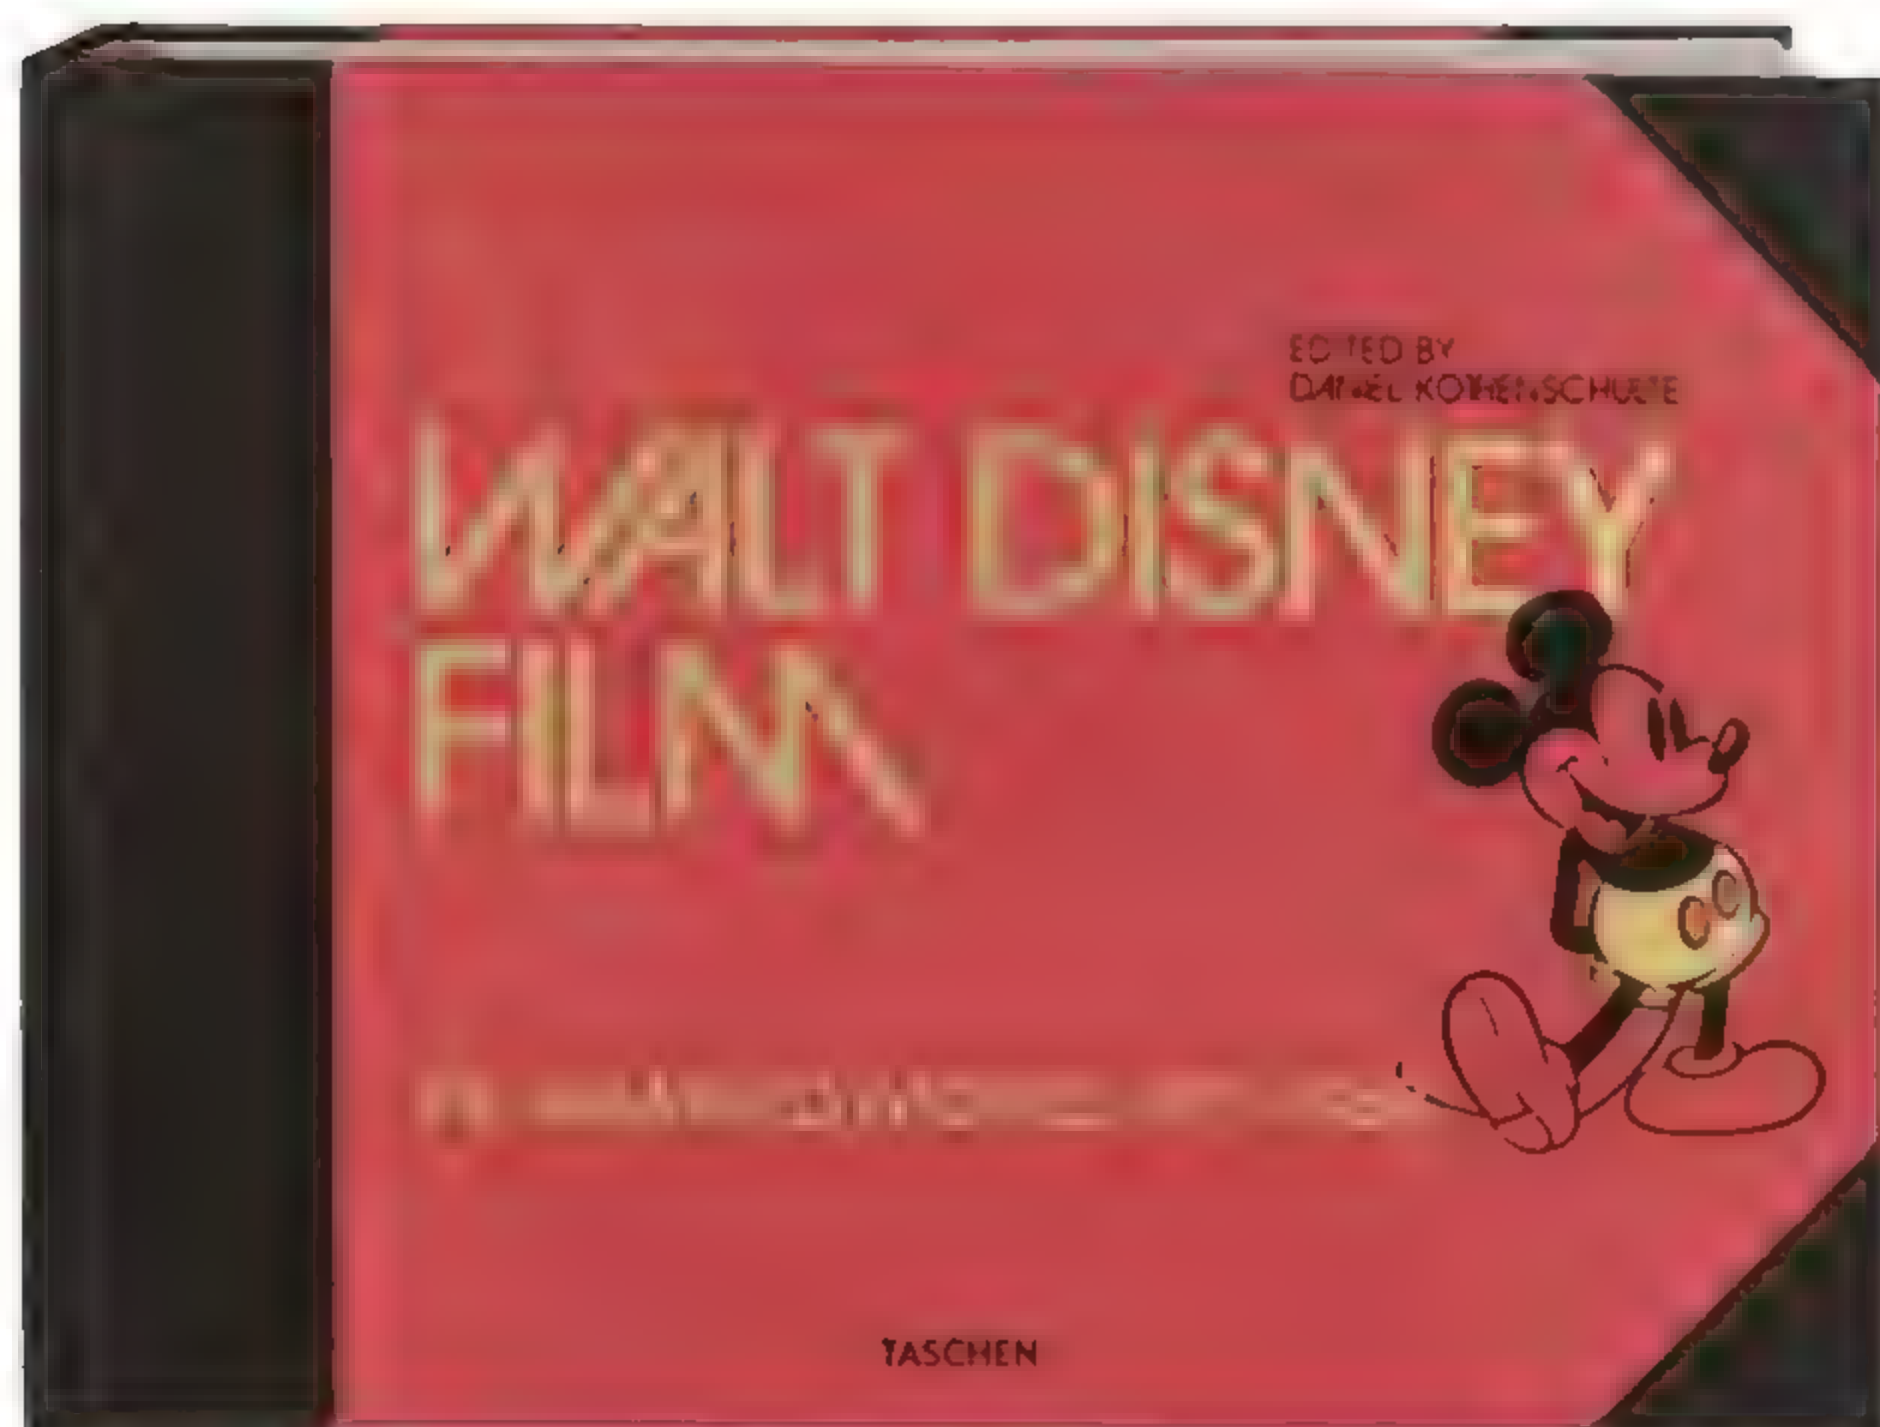 EDITED BY
DANIEL KOTHENSCHULTE
WALT DISNEY
FILM
TASCHEN